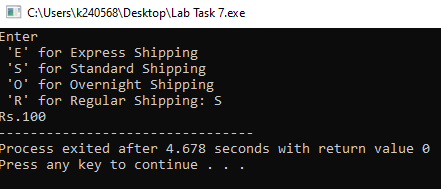 C:\Users\k240568\Desktop\Lab Task 7.exe
Enter
 'E' for Express Shipping
 'S' for Standard Shipping
 'O' for Overnight Shipping
 'R' for Regular Shipping: S
Rs.100
--------------------------------
Process exited after 4.678 seconds with return value 0
Press any key to continue . . .